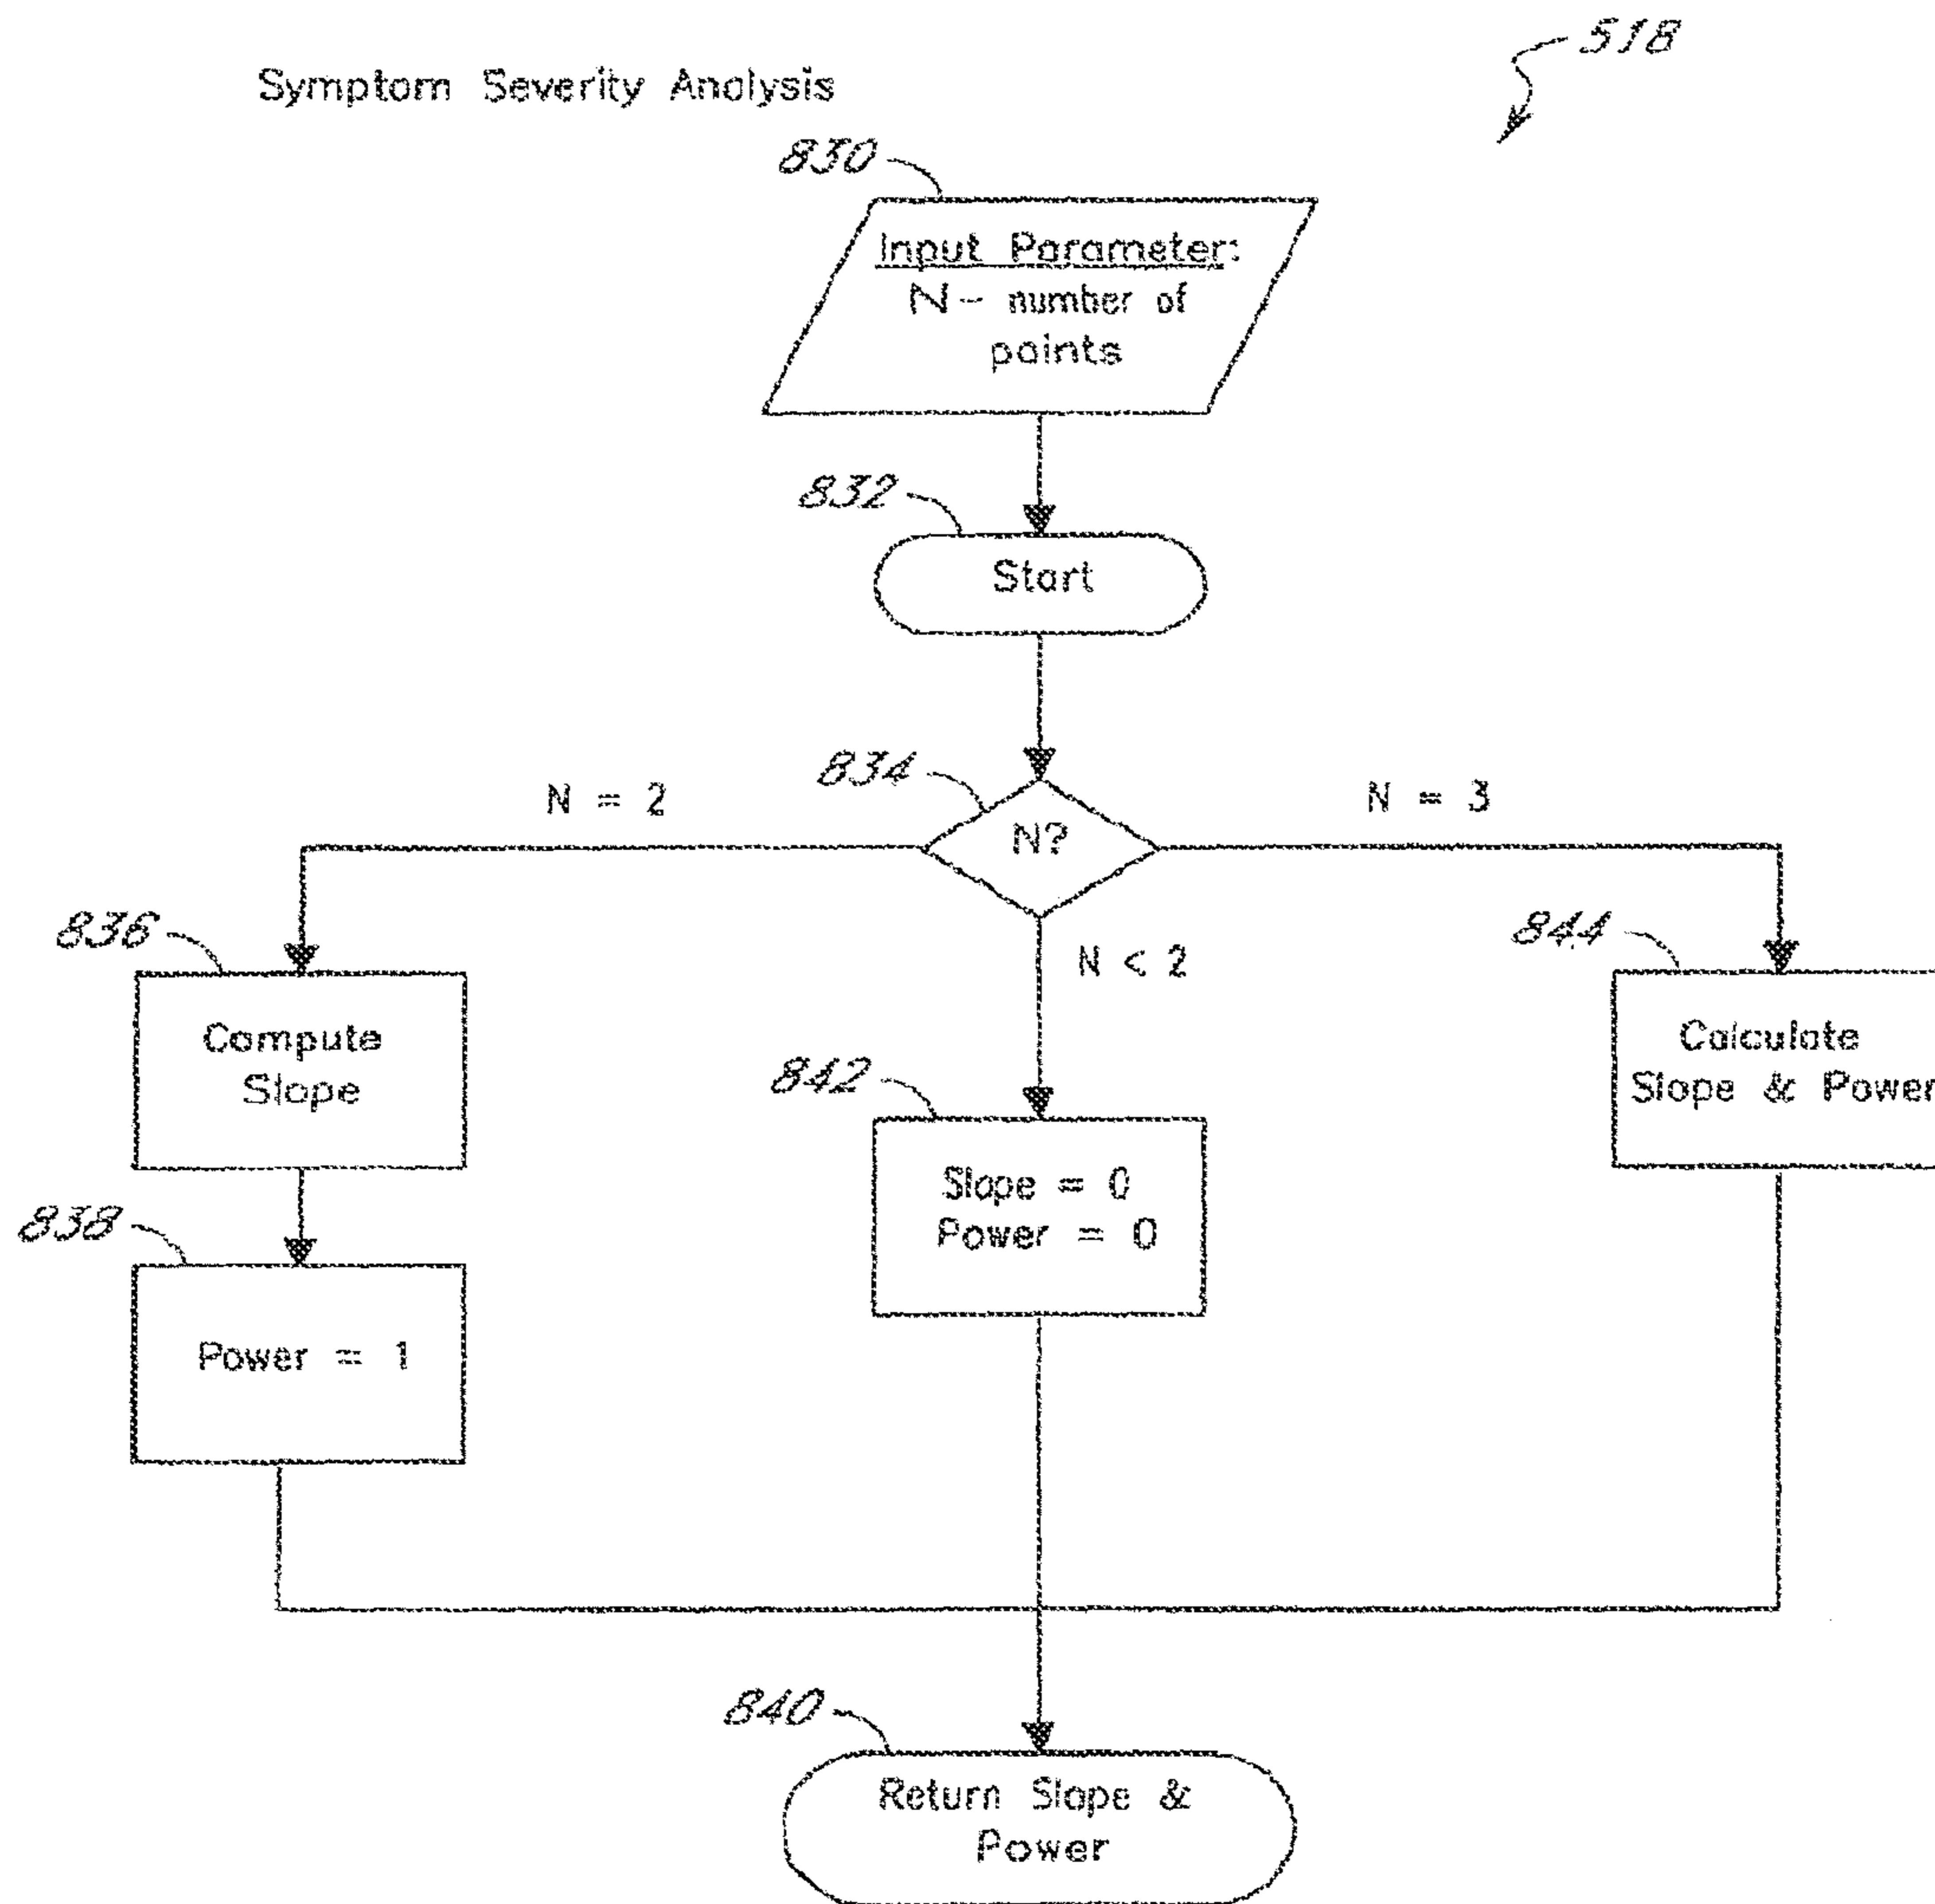 518
Symptom Severity Analysis
830
Input Parameter:
N - number of
points
832
Start
834
N = 2
N?
N = 3
836
N < 2
844
Compute
Slope
842
Calculate
Slope & Power
Slope = 0
Power = 0
838
Power = 1
840
Return Slope &
Power